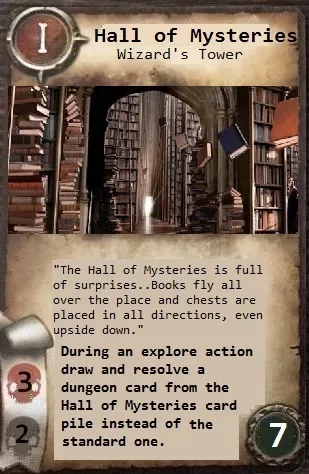 I
Hall of Mysteries
Wizard's Tower
"The Hall of Mysteries is full
of surprises..Books fly all
over the place and chests are
placed in all directions, even
upside down."
During an explore action
draw and resolve a
dungeon card from the
Hall of Mysteries card
pile instead of the
standard one.
3
2
7